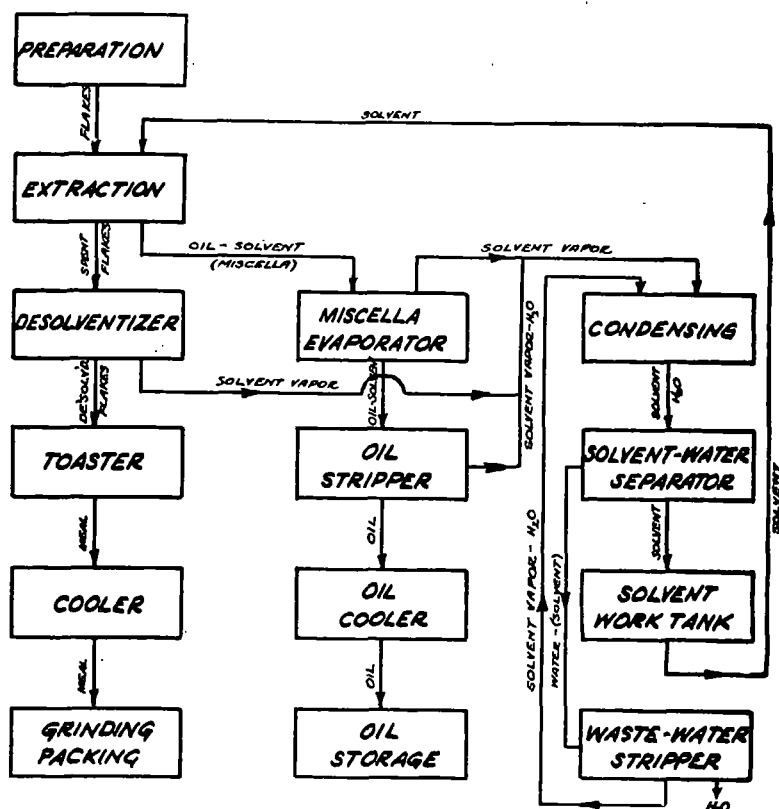 PREPARATION
FLAKES
SOLVENT
EXTRACTION
SPENT
FLAKES
OIL-SOLVENT
(MISCELLA)
SOLVENT VAPOR
DESOLVENTIZER
MISCELLA
EVAPORATOR
CONDENSING
DESOLV'D
FLAKES
SOLVENT VAPOR
OIL-SOLVENT
SOLVENT VAPOR-H2O
SOLVENT
H2O
TOASTER
OIL
STRIPPER
SOLVENT-WATER
SEPARATOR
SOLVENT
MEAL
OIL
SOLVENT VAPOR-H2O
WATER-(SOLVENT)
SOLVENT
COOLER
OIL
COOLER
SOLVENT
WORK TANK
MEAL
OIL
GRINDING
PACKING
OIL
STORAGE
WASTE-WATER
STRIPPER
H2O